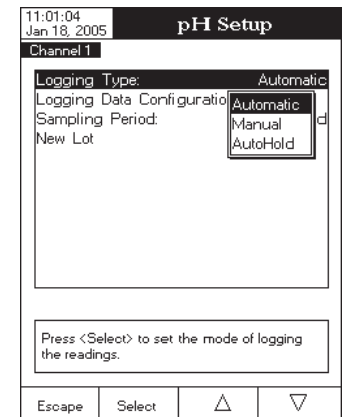 11:01:04
Jan 18, 2005
pH Setup
Channel 1
Logging Type: Automatic
Logging Data Configuratio
Sampling Period: d
New Lot
Automatic
Manual
AutoHold
Press <Select> to set the mode of logging
the readings.
Escape Select △ ▽